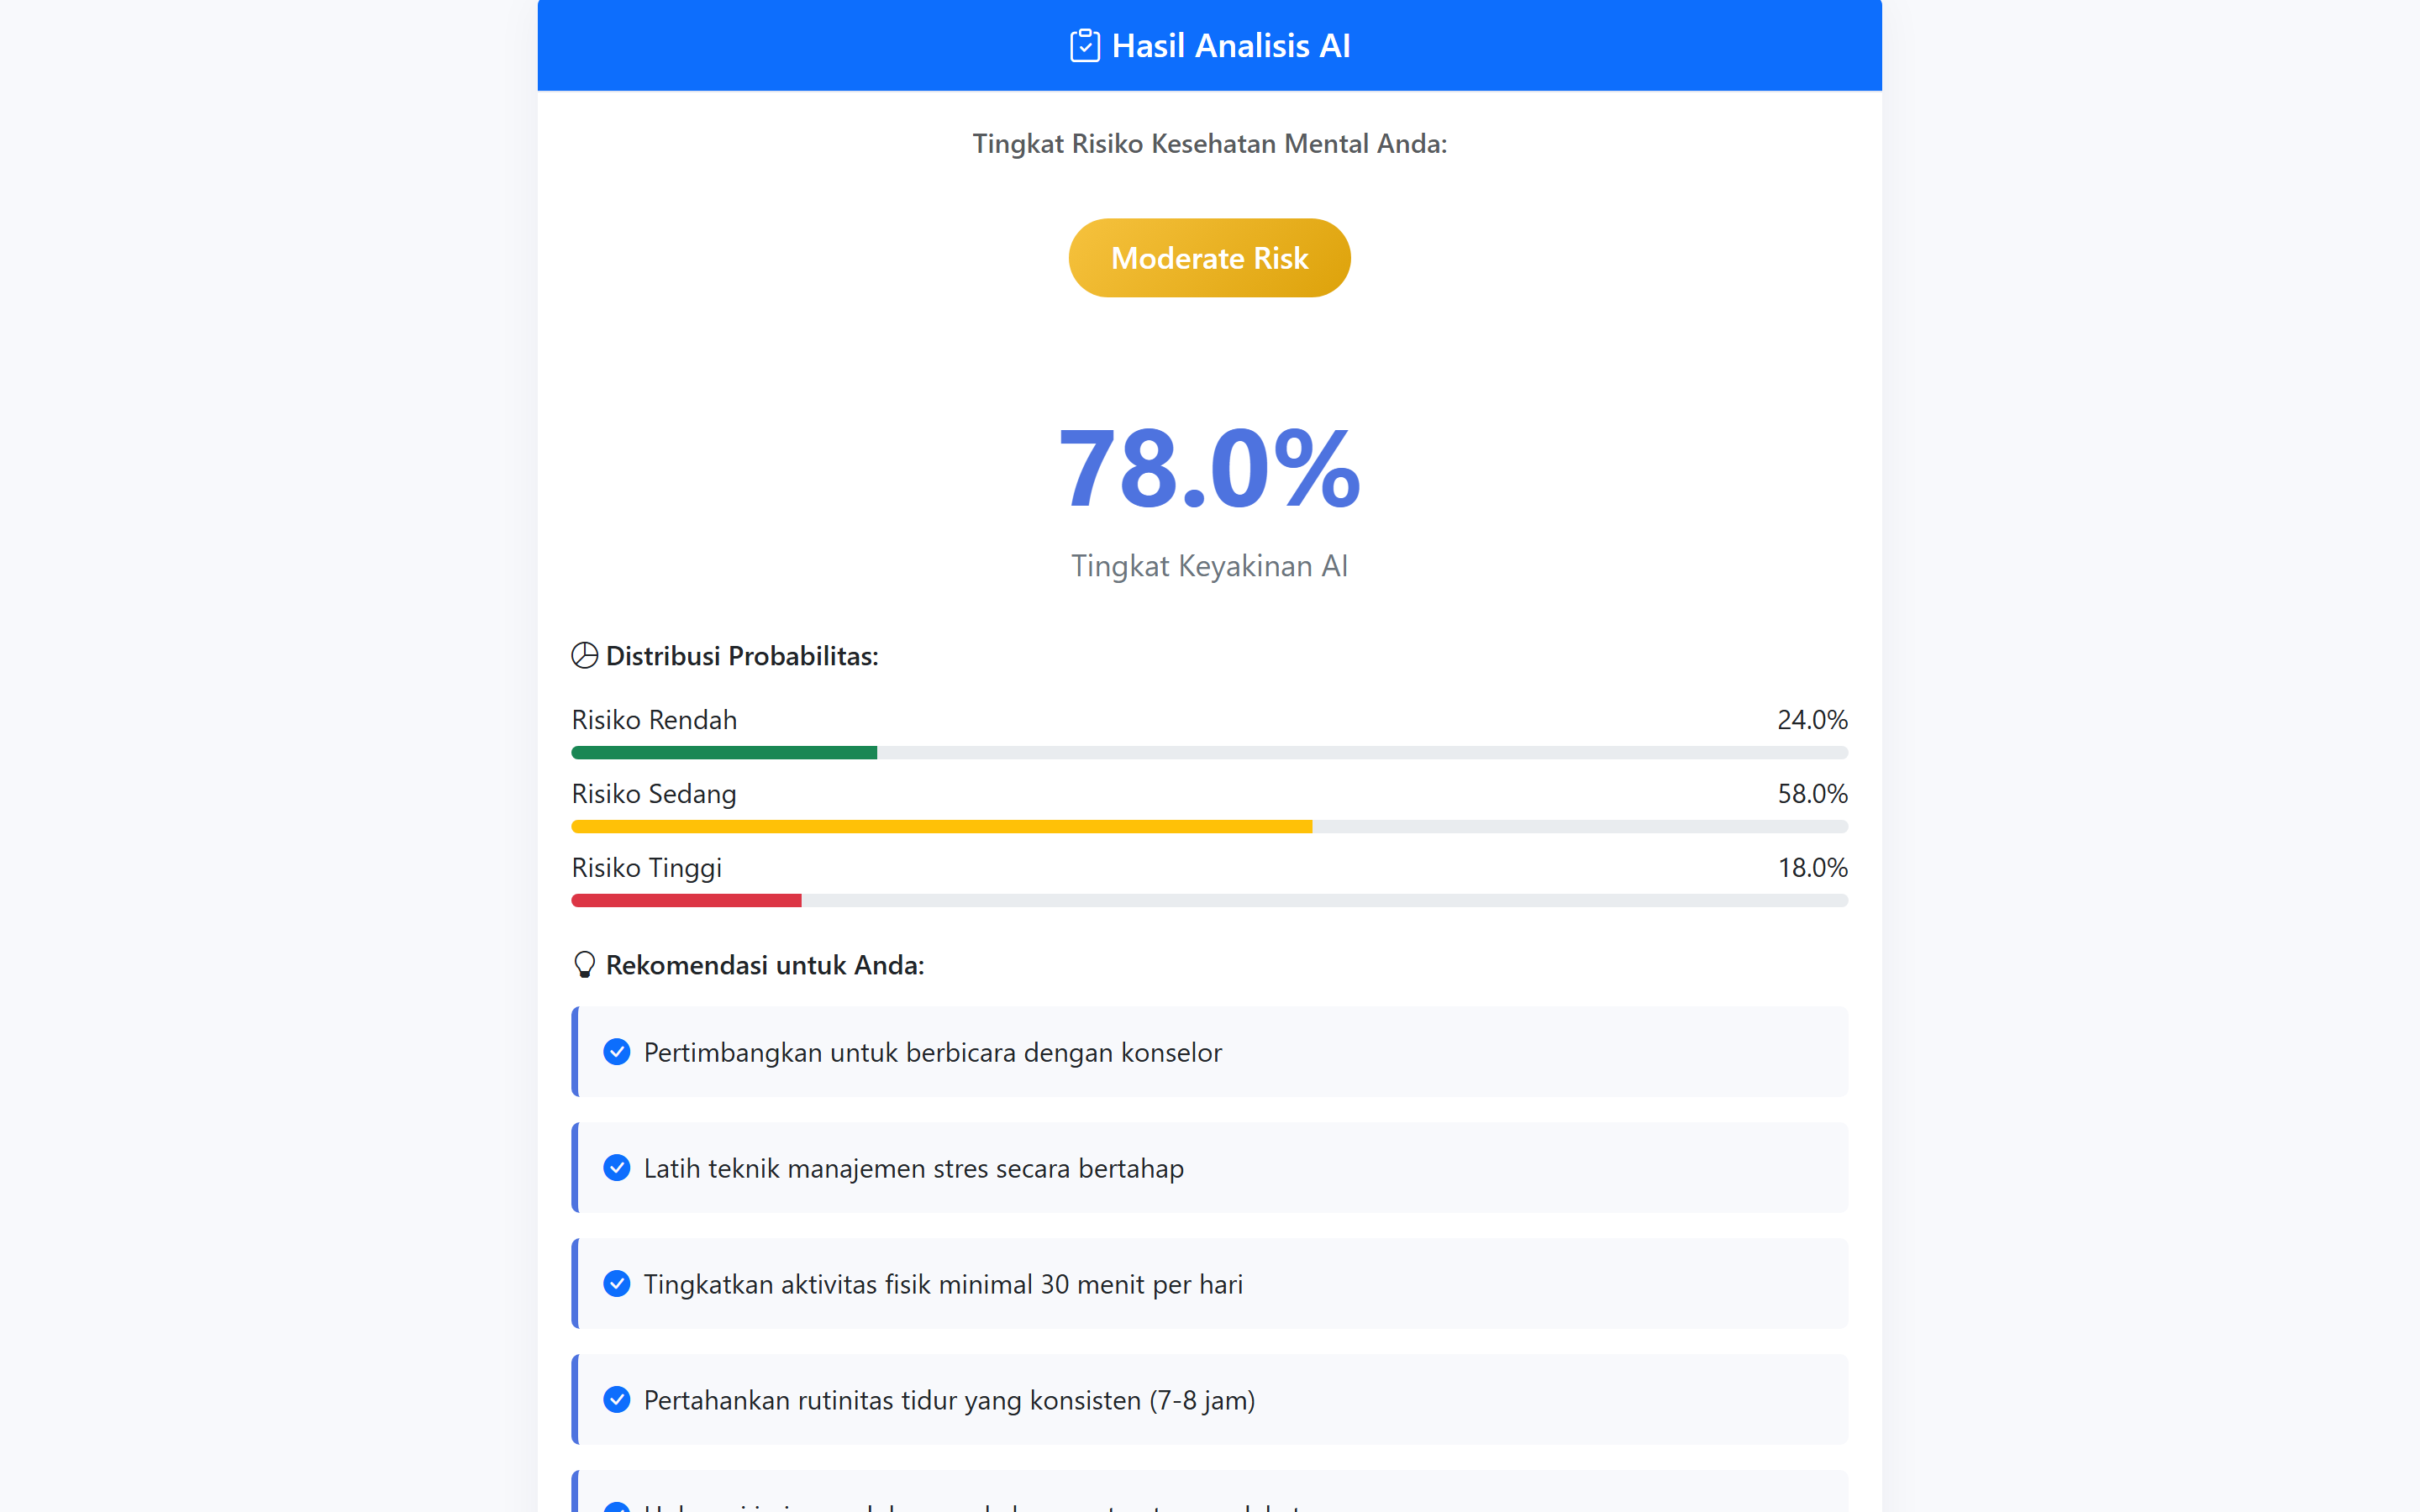 Hasil Analisis AI
Tingkat Risiko Kesehatan Mental Anda:
Moderate Risk
78.0%
Tingkat Keyakinan AI
Distribusi Probabilitas:
Risiko Rendah 24.0%
Risiko Sedang 58.0%
Risiko Tinggi 18.0%
Rekomendasi untuk Anda:
Pertimbangkan untuk berbicara dengan konselor
Latih teknik manajemen stres secara bertahap
Tingkatkan aktivitas fisik minimal 30 menit per hari
Pertahankan rutinitas tidur yang konsisten (7-8 jam)